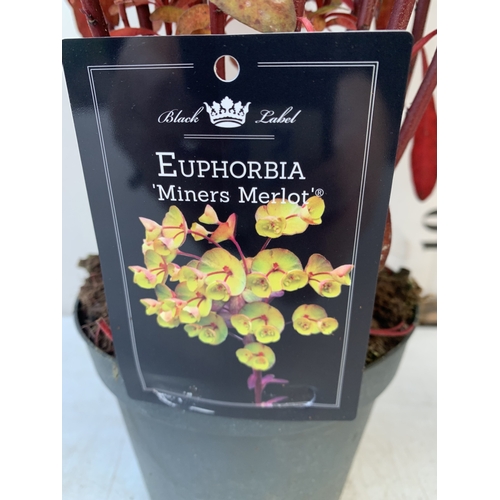 Black Label
EUPHORBIA
'Miners Merlot'®